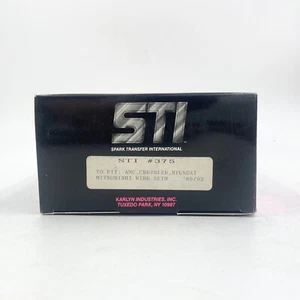 STI
SPARK TRANSFER INTERNATIONAL
STI #375
TO FIT: AMC, CHRYSLER, HYUNDAI
MITSUBISHI WIRE SETS
KARLYN INDUSTRIES, INC.
TUXEDO PARK, NY 10987